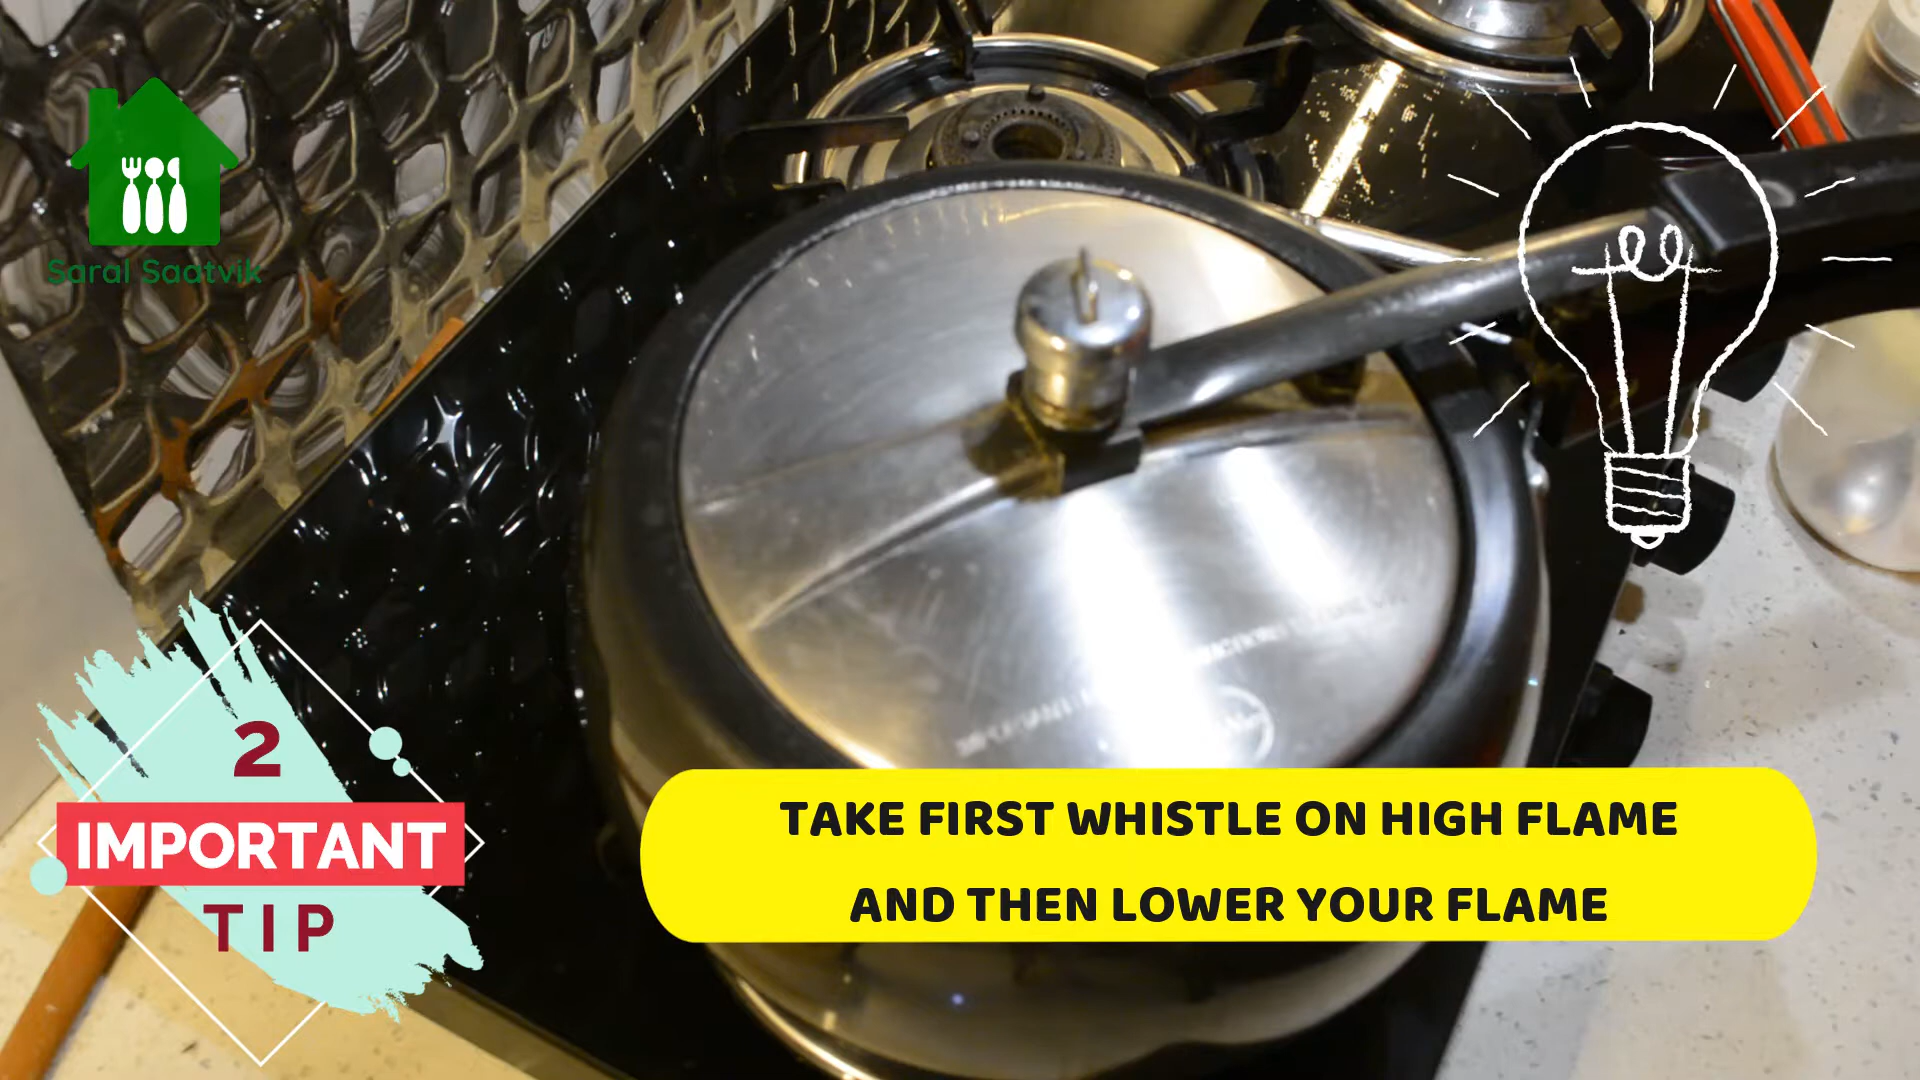 Saral Saatvik
2
IMPORTANT
TIP
TAKE FIRST WHISTLE ON HIGH FLAME
AND THEN LOWER YOUR FLAME